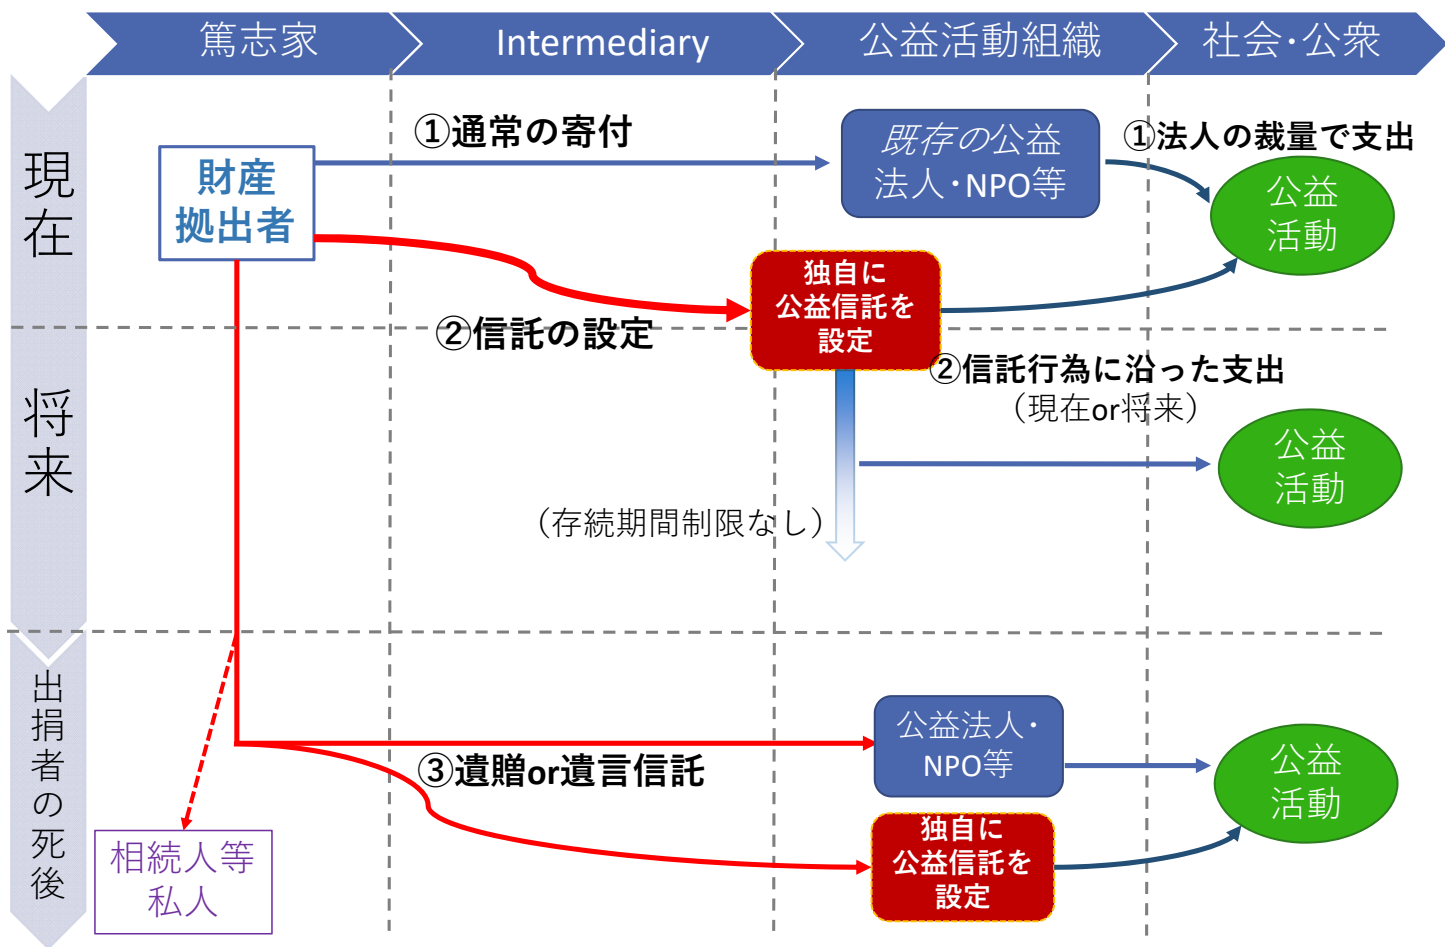 篤志家
Intermediary
公益活動組織
社会・公衆
現在
①通常の寄付
財産
拠出者
既存の公益
法人・NPO等
①法人の裁量で支出
公益
活動
独自に
公益信託を
設定
②信託の設定
将来
②信託行為に沿った支出
（現在or将来）
公益
活動
（存続期間制限なし）
出捐者の死後
公益法人・
NPO等
③遺贈or遺言信託
公益
活動
独自に
公益信託を
設定
相続人等
私人